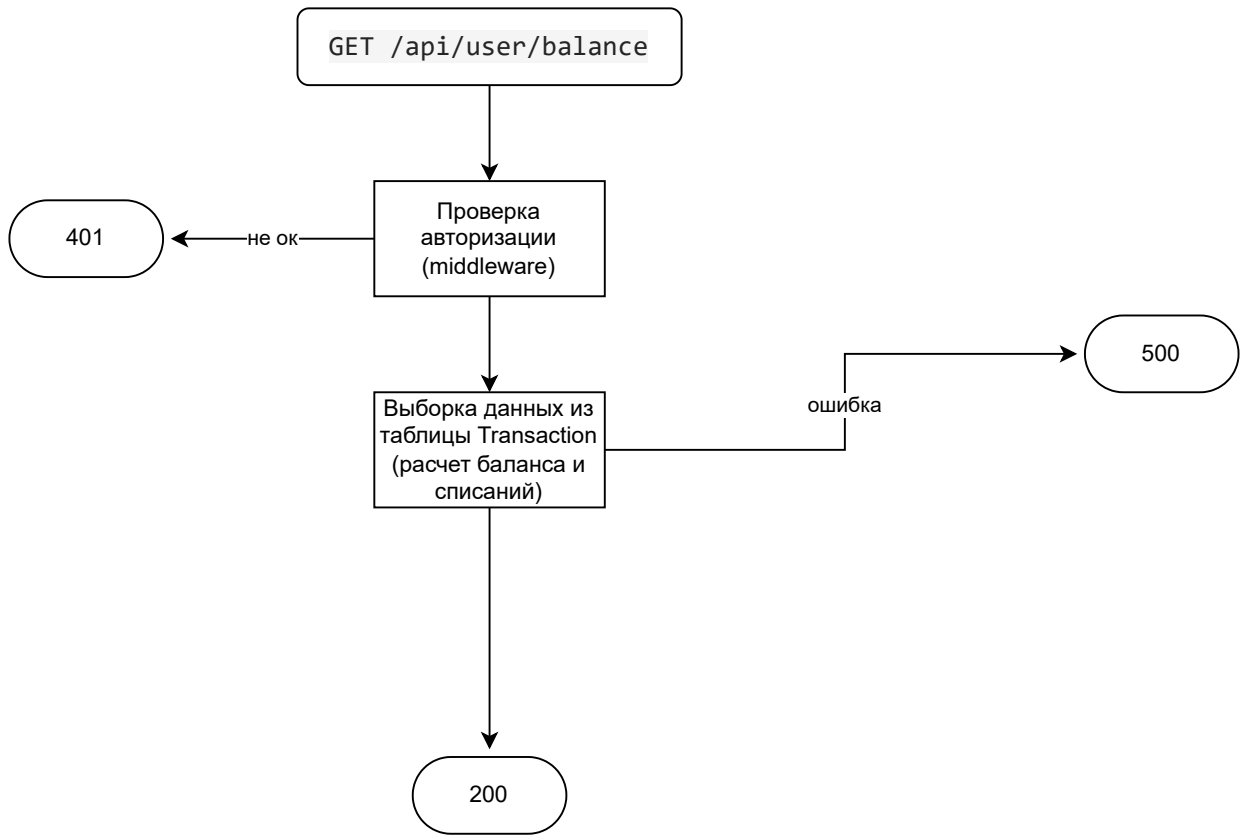 GET /api/user/balance
Проверка
авторизации
(middleware)
401
не ок
500
ошибка
Выборка данных из
таблицы Transaction
(расчет баланса и
списаний)
200